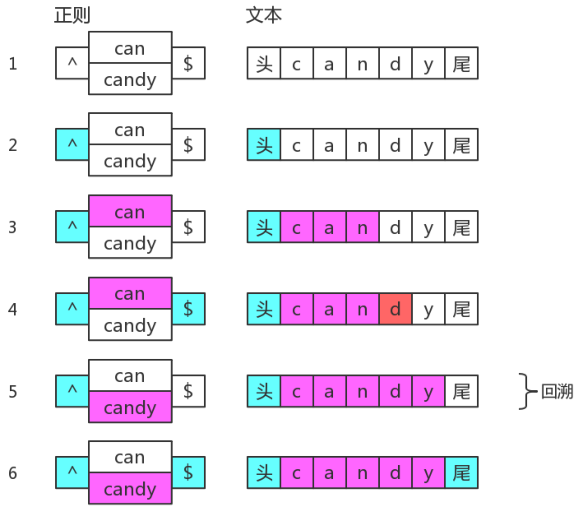 正则 文本
can
1 ^ $ 头 c a n d y 尾
candy
can
2 ^ $ 头 c a n d y 尾
candy
can
3 ^ $ 头 c a n d y 尾
candy
can
4 ^ $ 头 c a n d y 尾
candy
can
5 ^ $ 头 c a n d y 尾 回溯
candy
can
6 ^ $ 头 c a n d y 尾
candy